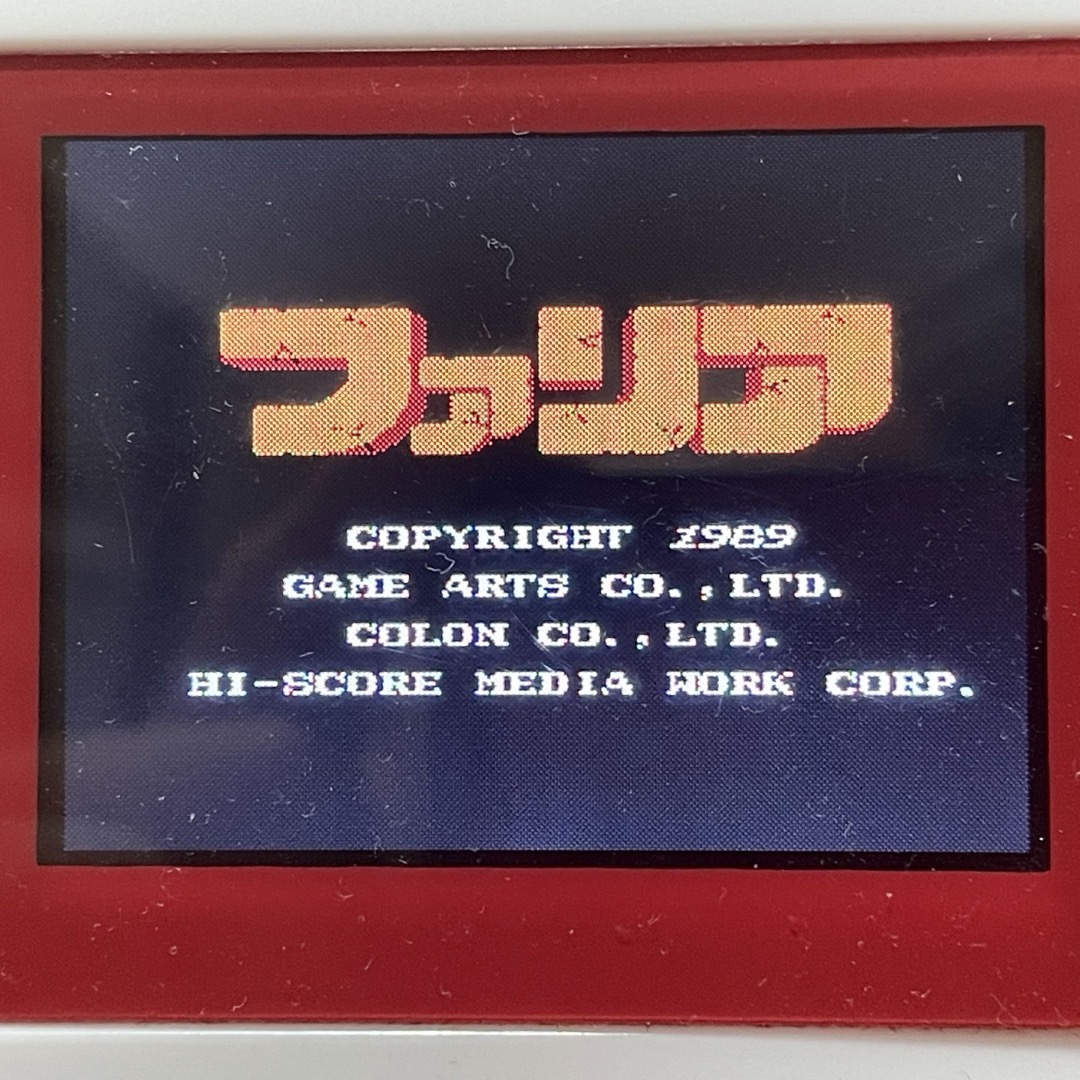 ファリア
COPYRIGHT 1989
GAME ARTS CO.,LTD.
COLON CO.,LTD.
HI-SCORE MEDIA WORK CORP.